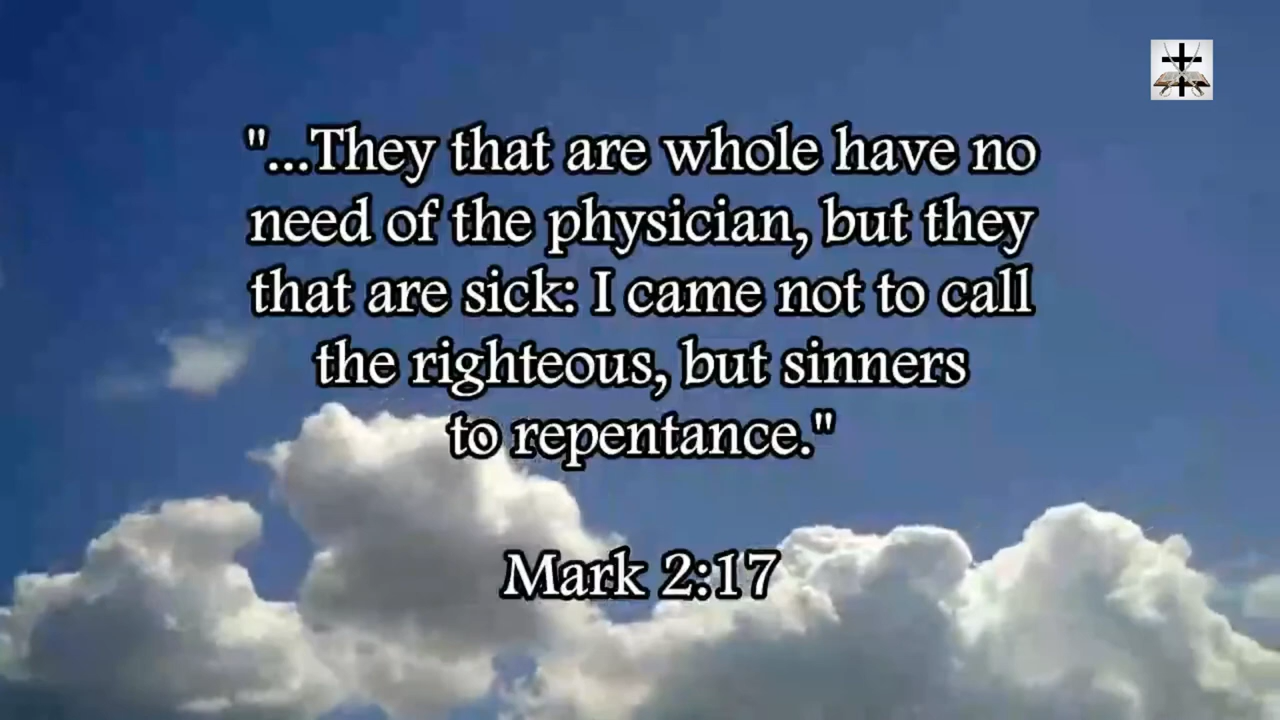 "...They that are whole have no
need of the physician, but they
that are sick: I came not to call
the righteous, but sinners
to repentance."
Mark 2:17